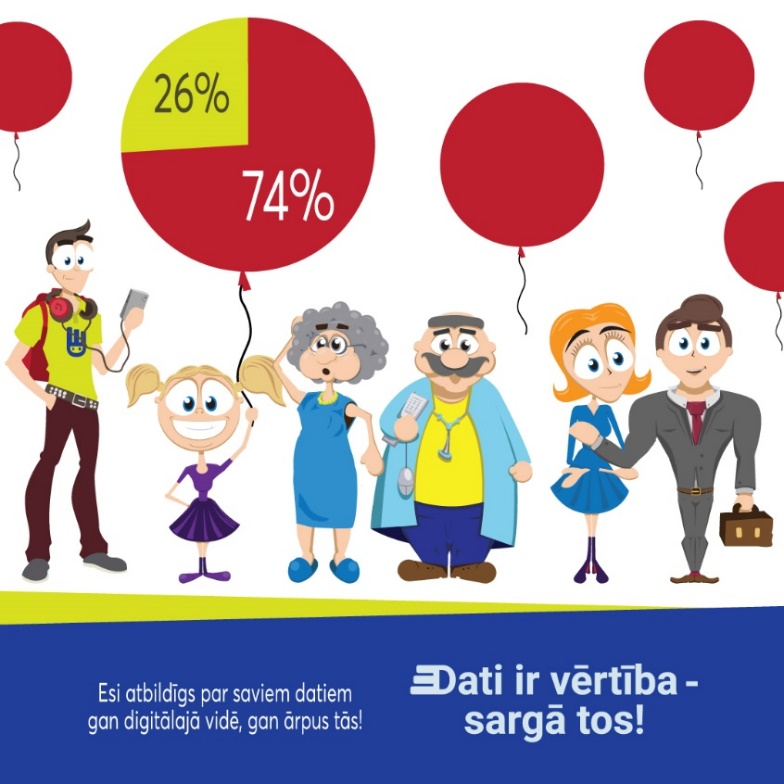 26%
74%
Esi atbildīgs par saviem datiem
gan digitālajā vidē, gan ārpus tās!
Dati ir vērtība -
sargā tos!